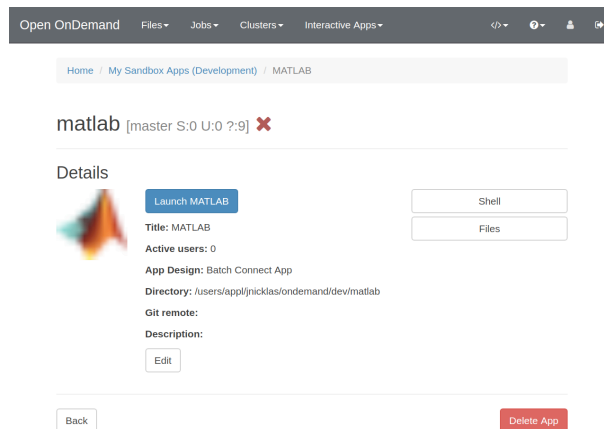 Open OnDemand Files Jobs Clusters Interactive Apps </>
Home / My Sandbox Apps (Development) / MATLAB
matlab [master S:0 U:0 ?:9]
Details
Launch MATLAB
Shell
Title: MATLAB
Files
Active users: 0
App Design: Batch Connect App
Directory: /users/appl/jnicklas/ondemand/dev/matlab
Git remote:
Description:
Edit
Back
Delete App